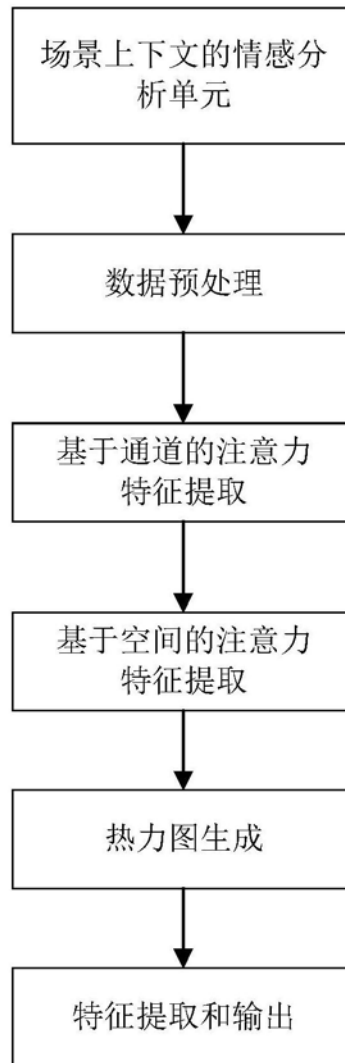 场景上下文的情感分
析单元
数据预处理
基于通道的注意力
特征提取
基于空间的注意力
特征提取
热力图生成
特征提取和输出